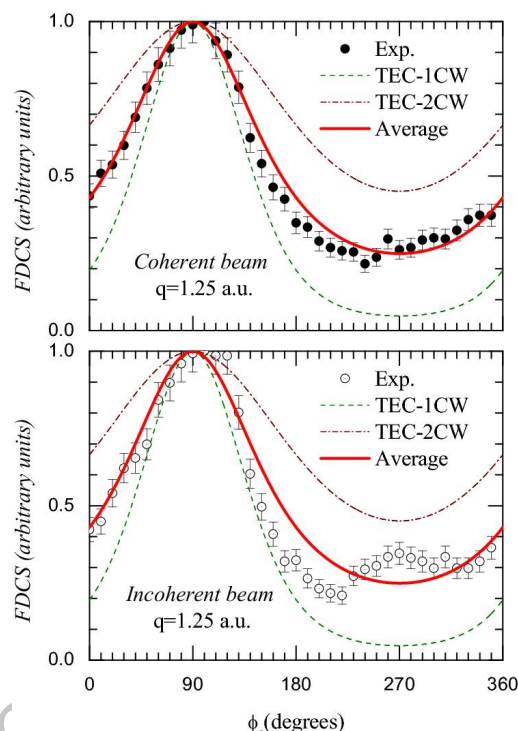 1.0
Exp.
TEC-1CW
TEC-2CW
Average
FDCS (arbitrary units)
0.5
Coherent beam
q=1.25 a.u.
0.0
1.0
Exp.
TEC-1CW
TEC-2CW
Average
FDCS (arbitrary units)
0.5
Incoherent beam
q=1.25 a.u.
0.0
0 90 180 270 360
(degrees)